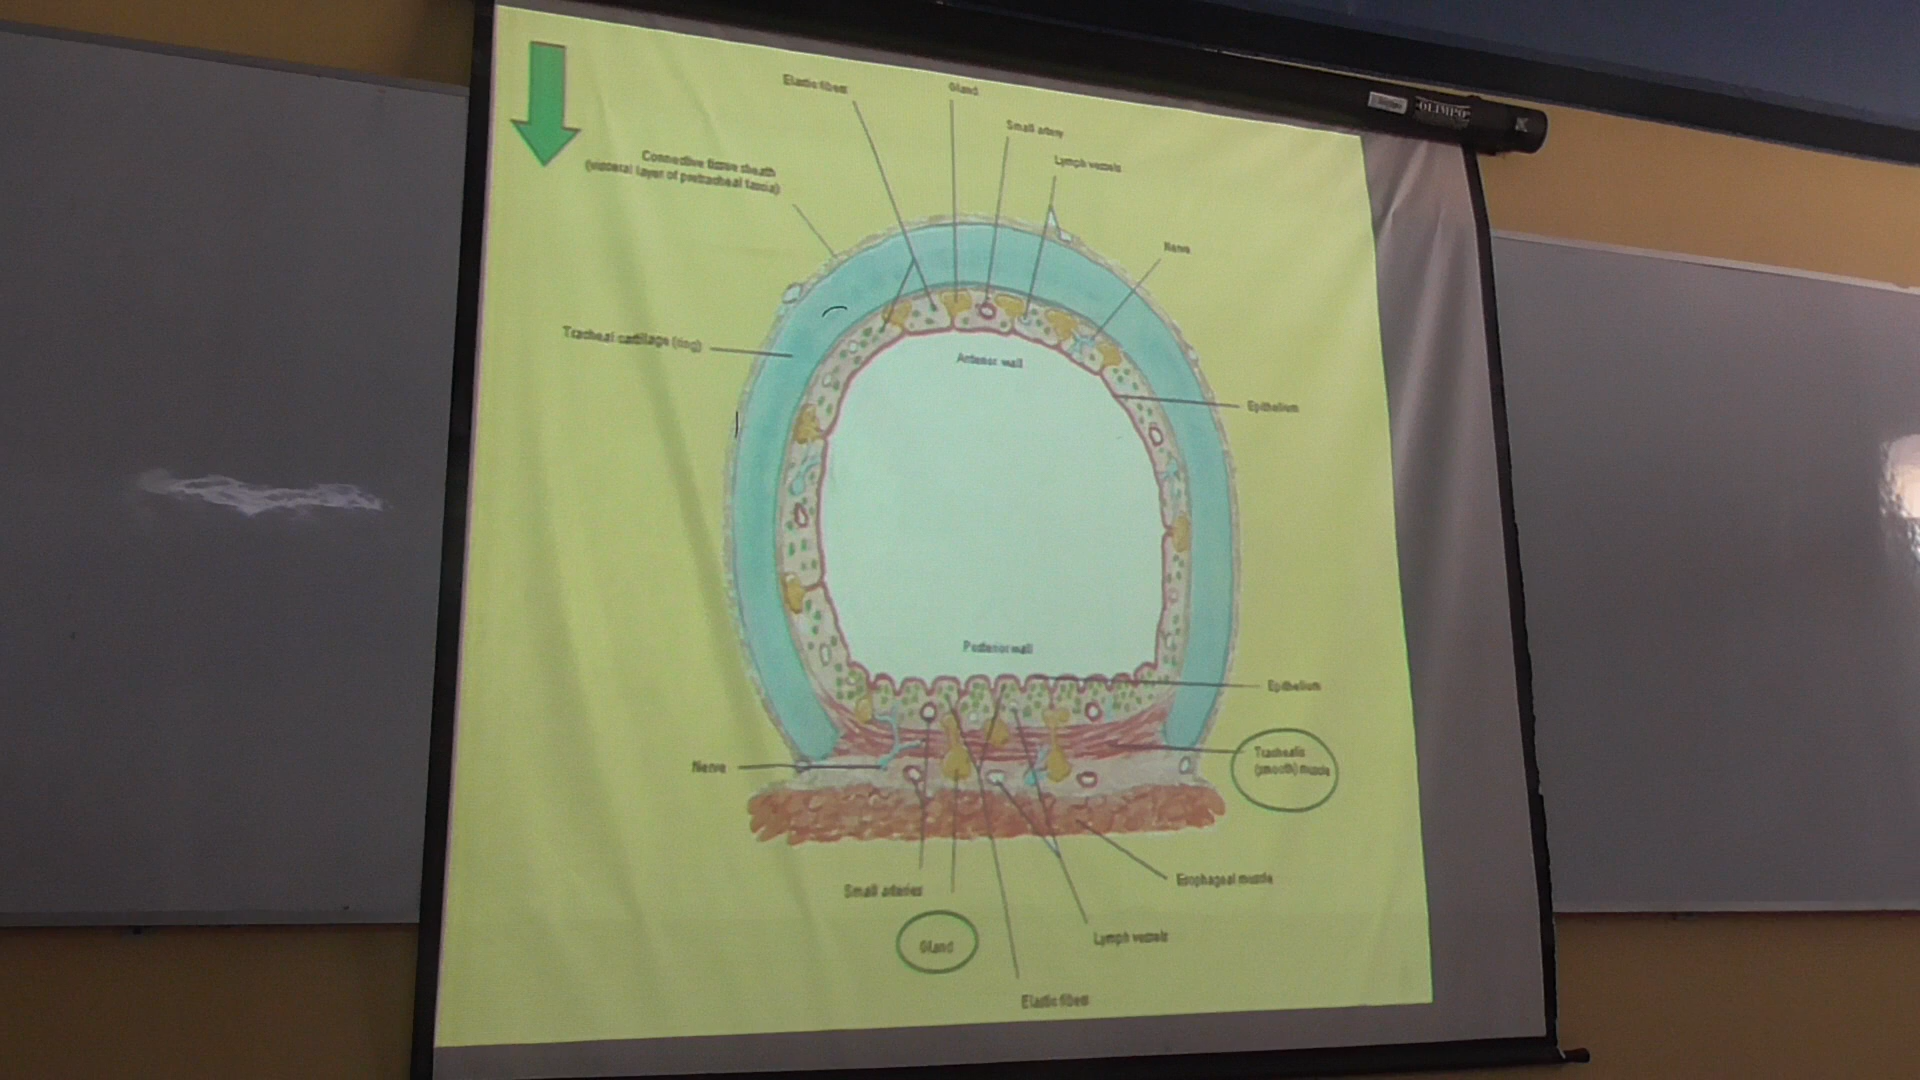 Elastic fibers
Gland
Small artery
Lymph vessels
Connective tissue sheath
(visceral layer of pretracheal fascia)
Nerve
Tracheal cartilage (ring)
Anterior wall
Epithelium
Posterior wall
Epithelium
Trachealis
(smooth) muscle
Nerve
Esophageal muscle
Small arteries
Gland
Lymph vessels
Elastic fibers
OLIMPO